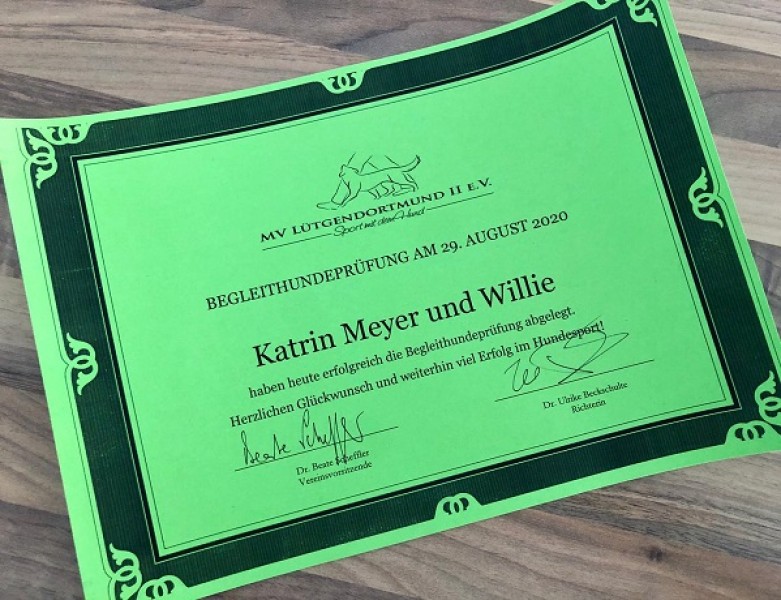 MV LÜTGENDORTMUND II E.V.
Sport mit dem Hund
BEGLEITHUNDEPRÜFUNG AM 29. AUGUST 2020
Katrin Meyer und Willie
haben heute erfolgreich die Begleithundeprüfung abgelegt.
Herzlichen Glückwunsch und weiterhin viel Erfolg im Hundesport!
Beate Scheffler
Dr. Beate Scheffler
Vereinsvorsitzende
Dr. Ulrike Beckschulte
Richterin